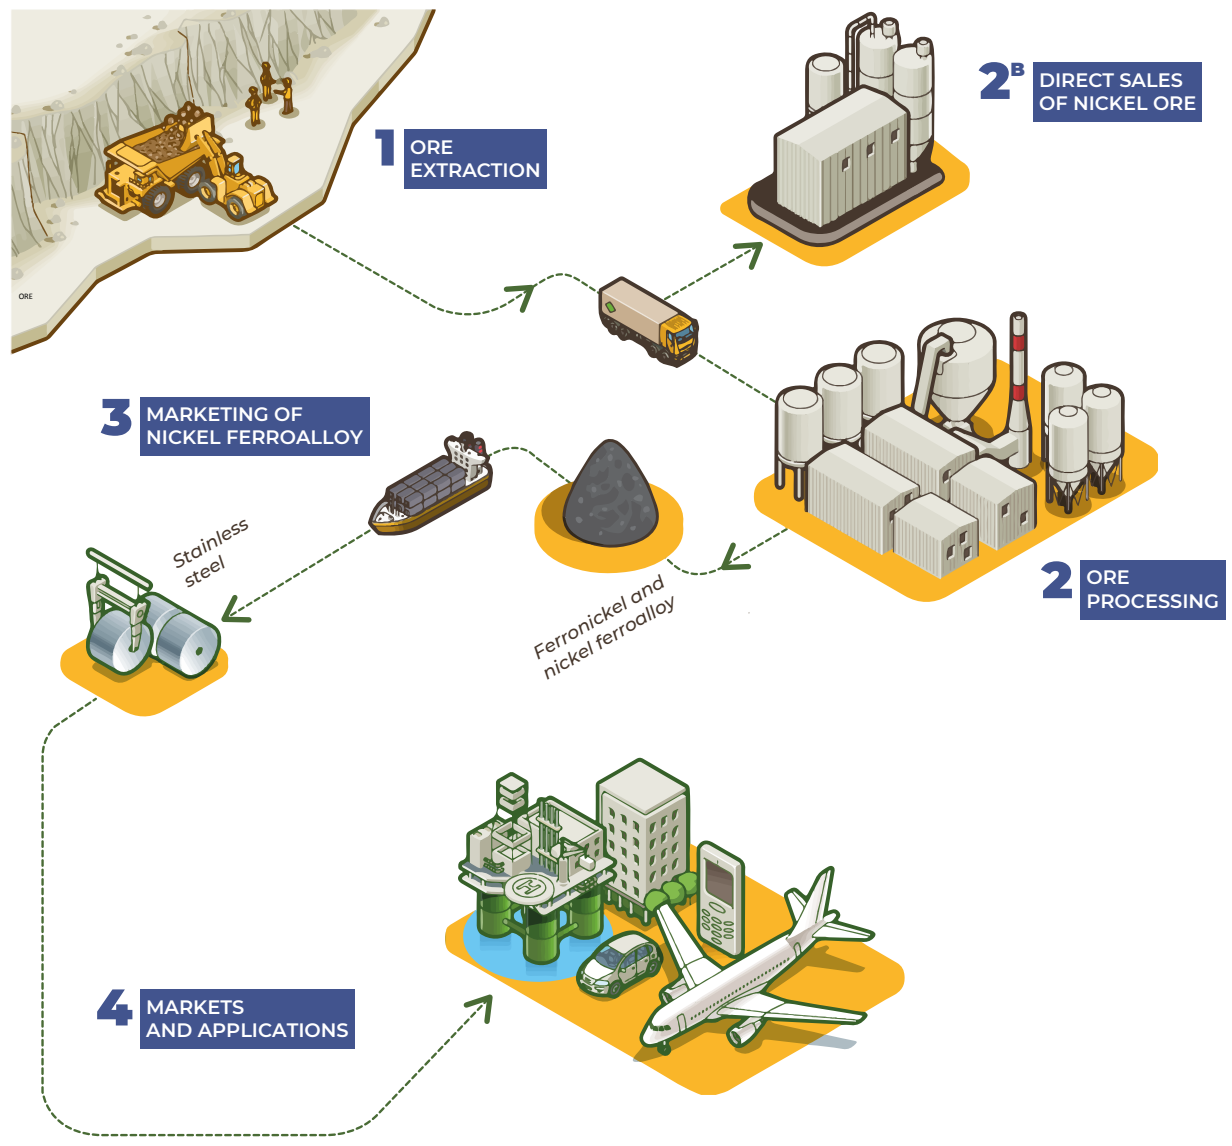 1 ORE
EXTRACTION
2B DIRECT SALES
OF NICKEL ORE
ORE
3 MARKETING OF
NICKEL FERROALLOY
2 ORE
PROCESSING
Stainless
steel
Ferronickel and
nickel ferroalloy
H
4 MARKETS
AND APPLICATIONS